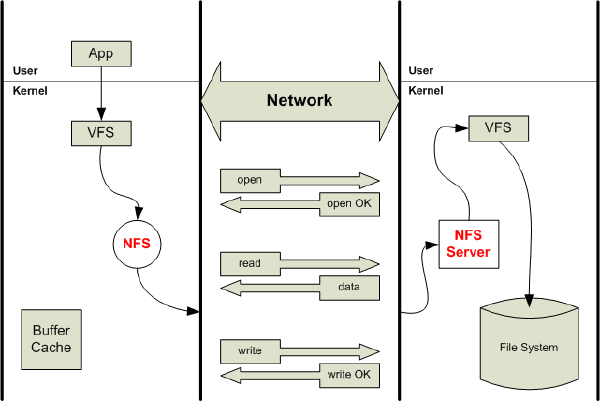 App
User
Kernel
VFS
NFS
Buffer
Cache
Network
open
open OK
read
data
write
write OK
User
Kernel
VFS
NFS
Server
File System